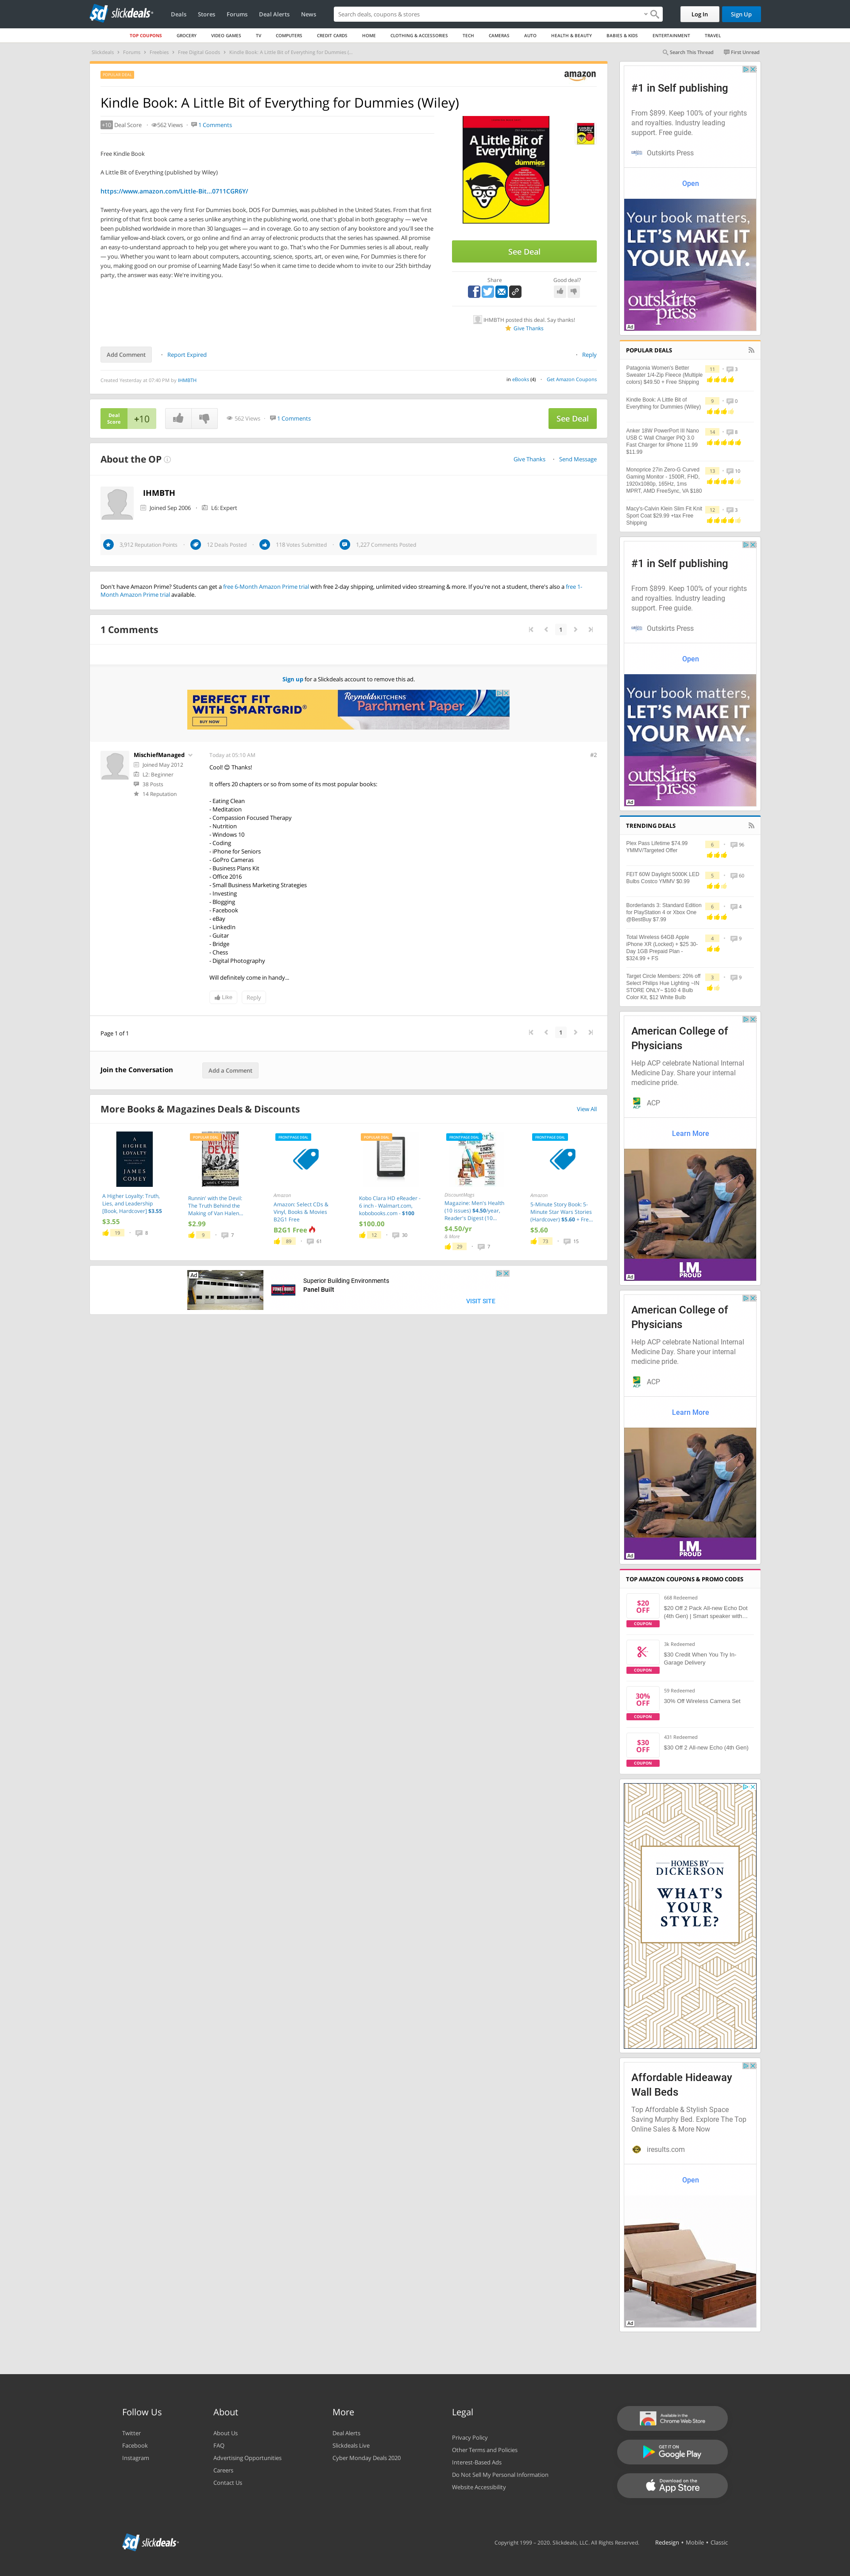 sd slickdeals
Deals Stores Forums Deal Alerts News
Search deals, coupons & stores
Log In Sign Up
TOP COUPONS GROCERY VIDEO GAMES TV COMPUTERS CREDIT CARDS HOME CLOTHING & ACCESSORIES TECH CAMERAS AUTO HEALTH & BEAUTY BABIES & KIDS ENTERTAINMENT TRAVEL
Slickdeals Forums Freebies Free Digital Goods Kindle Book: A Little Bit of Everything for Dummies (...
Search This Thread First Unread
POPULAR DEAL
amazon
Kindle Book: A Little Bit of Everything for Dummies (Wiley)
+10 Deal Score 562 Views 1 Comments
Free Kindle Book
A Little Bit of Everything (published by Wiley)
https://www.amazon.com/Little-Bit...0711CGR6Y/
Twenty-five years, ago the very first For Dummies book, DOS For Dummies, was published in the United States. From that first
printing of that first book came a series unlike anything in the publishing world, one that's global in birth geography — we've
been published worldwide in more than 30 languages — and in coverage. Go to any section of any bookstore and you'll see the
familiar yellow-and-black covers, or go online and find an array of electronic products that the series has spawned. All promise
an easy-to-understand approach to help you get where you want to go. That's who the For Dummies series is all about, really
— you. Whether you want to learn about computers, accounting, science, sports, art, or even wine, For Dummies is there for
you, making good on our promise of Learning Made Easy! So when it came time to decide whom to invite to our 25th birthday
party, the answer was easy: We're inviting you.
A Little Bit of
Everything
dummies
See Deal
Share Good deal?
IHMBTH posted this deal. Say thanks!
Give Thanks
Add Comment Report Expired Reply
Created Yesterday at 07:40 PM by IHMBTH
in eBooks (4) Get Amazon Coupons
Deal
Score
+10
562 Views 1 Comments
See Deal
About the OP
Give Thanks Send Message
IHMBTH
Joined Sep 2006 L6: Expert
3,912 Reputation Points 12 Deals Posted 118 Votes Submitted 1,227 Comments Posted
Don't have Amazon Prime? Students can get a free 6-Month Amazon Prime trial with free 2-day shipping, unlimited video streaming & more. If you're not a student, there's also a free 1-
Month Amazon Prime trial available.
1 Comments
1
Sign up for a Slickdeals account to remove this ad.
PERFECT FIT
WITH SMARTGRID®
BUY NOW
Reynolds KITCHENS
Parchment Paper
MischiefManaged
Joined May 2012
L2: Beginner
38 Posts
14 Reputation
Today at 05:10 AM
#2
Cool! 😊 Thanks!
It offers 20 chapters or so from some of its most popular books:
- Eating Clean
- Meditation
- Compassion Focused Therapy
- Nutrition
- Windows 10
- Coding
- iPhone for Seniors
- GoPro Cameras
- Business Plans Kit
- Office 2016
- Small Business Marketing Strategies
- Investing
- Blogging
- Facebook
- eBay
- LinkedIn
- Guitar
- Bridge
- Chess
- Digital Photography
Will definitely come in handy...
Like Reply
Page 1 of 1
1
Join the Conversation
Add a Comment
More Books & Magazines Deals & Discounts
View All
A HIGHER LOYALTY JAMES COMEY
A Higher Loyalty: Truth,
Lies, and Leadership
[Book, Hardcover] $3.55
$3.55
19 8
POPULAR DEAL
Runnin' with the Devil:
The Truth Behind the
Making of Van Halen...
$2.99
9 7
FRONTPAGE DEAL
Amazon
Amazon: Select CDs &
Vinyl, Books & Movies
B2G1 Free
B2G1 Free
89 61
POPULAR DEAL
Kobo Clara HD eReader -
6 inch - Walmart.com,
kobobooks.com - $100
$100.00
12 30
FRONTPAGE DEAL
DiscountMags
Magazine: Men's Health
(10 issues) $4.50/year,
Reader's Digest (10...
$4.50/yr
& More
29 7
FRONTPAGE DEAL
Amazon
5-Minute Story Book: 5-
Minute Star Wars Stories
(Hardcover) $5.60 + Fre...
$5.60
73 15
Ad
PANEL BUILT
Superior Building Environments
Panel Built
VISIT SITE
#1 in Self publishing
From $899. Keep 100% of your rights
and royalties. Industry leading
support. Free guide.
Outskirts Press
Open
Your book matters,
LET'S MAKE IT
YOUR WAY.
outskirts
press
Ad
POPULAR DEALS
Patagonia Women's Better
Sweater 1/4-Zip Fleece (Multiple
colors) $49.50 + Free Shipping
11 3
Kindle Book: A Little Bit of
Everything for Dummies (Wiley)
9 0
Anker 18W PowerPort III Nano
USB C Wall Charger PIQ 3.0
Fast Charger for iPhone 11.99
$11.99
14 8
Monoprice 27in Zero-G Curved
Gaming Monitor - 1500R, FHD,
1920x1080p, 165Hz, 1ms
MPRT, AMD FreeSync, VA $180
13 10
Macy's-Calvin Klein Slim Fit Knit
Sport Coat $29.99 +tax Free
Shipping
12 3
#1 in Self publishing
From $899. Keep 100% of your rights
and royalties. Industry leading
support. Free guide.
Outskirts Press
Open
Your book matters,
LET'S MAKE IT
YOUR WAY.
outskirts
press
Ad
TRENDING DEALS
Plex Pass Lifetime $74.99
YMMV/Targeted Offer
6 96
FEIT 60W Daylight 5000K LED
Bulbs Costco YMMV $0.99
5 60
Borderlands 3: Standard Edition
for PlayStation 4 or Xbox One
@BestBuy $7.99
6 4
Total Wireless 64GB Apple
iPhone XR (Locked) + $25.30-
Day 1GB Prepaid Plan -
$324.99 + FS
4 9
Target Circle Members: 20% off
Select Philips Hue Lighting ~IN
STORE ONLY~ $160 4 Bulb
Color Kit, $12 White Bulb
3 9
American College of
Physicians
Help ACP celebrate National Internal
Medicine Day. Share your internal
medicine pride.
ACP
Learn More
I.M.
PROUD
Ad
American College of
Physicians
Help ACP celebrate National Internal
Medicine Day. Share your internal
medicine pride.
ACP
Learn More
I.M.
PROUD
Ad
TOP AMAZON COUPONS & PROMO CODES
$20
OFF
COUPON
668 Redeemed
$20 Off 2 Pack All-new Echo Dot
(4th Gen) | Smart speaker with...
COUPON
3k Redeemed
$30 Credit When You Try In-
Garage Delivery
30%
OFF
COUPON
59 Redeemed
30% Off Wireless Camera Set
$30
OFF
COUPON
431 Redeemed
$30 Off 2 All-new Echo (4th Gen)
HOMES BY
DICKERSON
WHAT'S
YOUR
STYLE?
Affordable Hideaway
Wall Beds
Top Affordable & Stylish Space
Saving Murphy Bed. Explore The Top
Online Sales & More Now
iresults.com
Open
Ad
Follow Us
Twitter
Facebook
Instagram
About
About Us
FAQ
Advertising Opportunities
Careers
Contact Us
More
Deal Alerts
Slickdeals Live
Cyber Monday Deals 2020
Legal
Privacy Policy
Other Terms and Policies
Interest-Based Ads
Do Not Sell My Personal Information
Website Accessibility
Available in the
Chrome Web Store
GET IT ON
Google Play
Download on the
App Store
sd slickdeals
Copyright 1999 – 2020. Slickdeals, LLC. All Rights Reserved. Redesign • Mobile • Classic